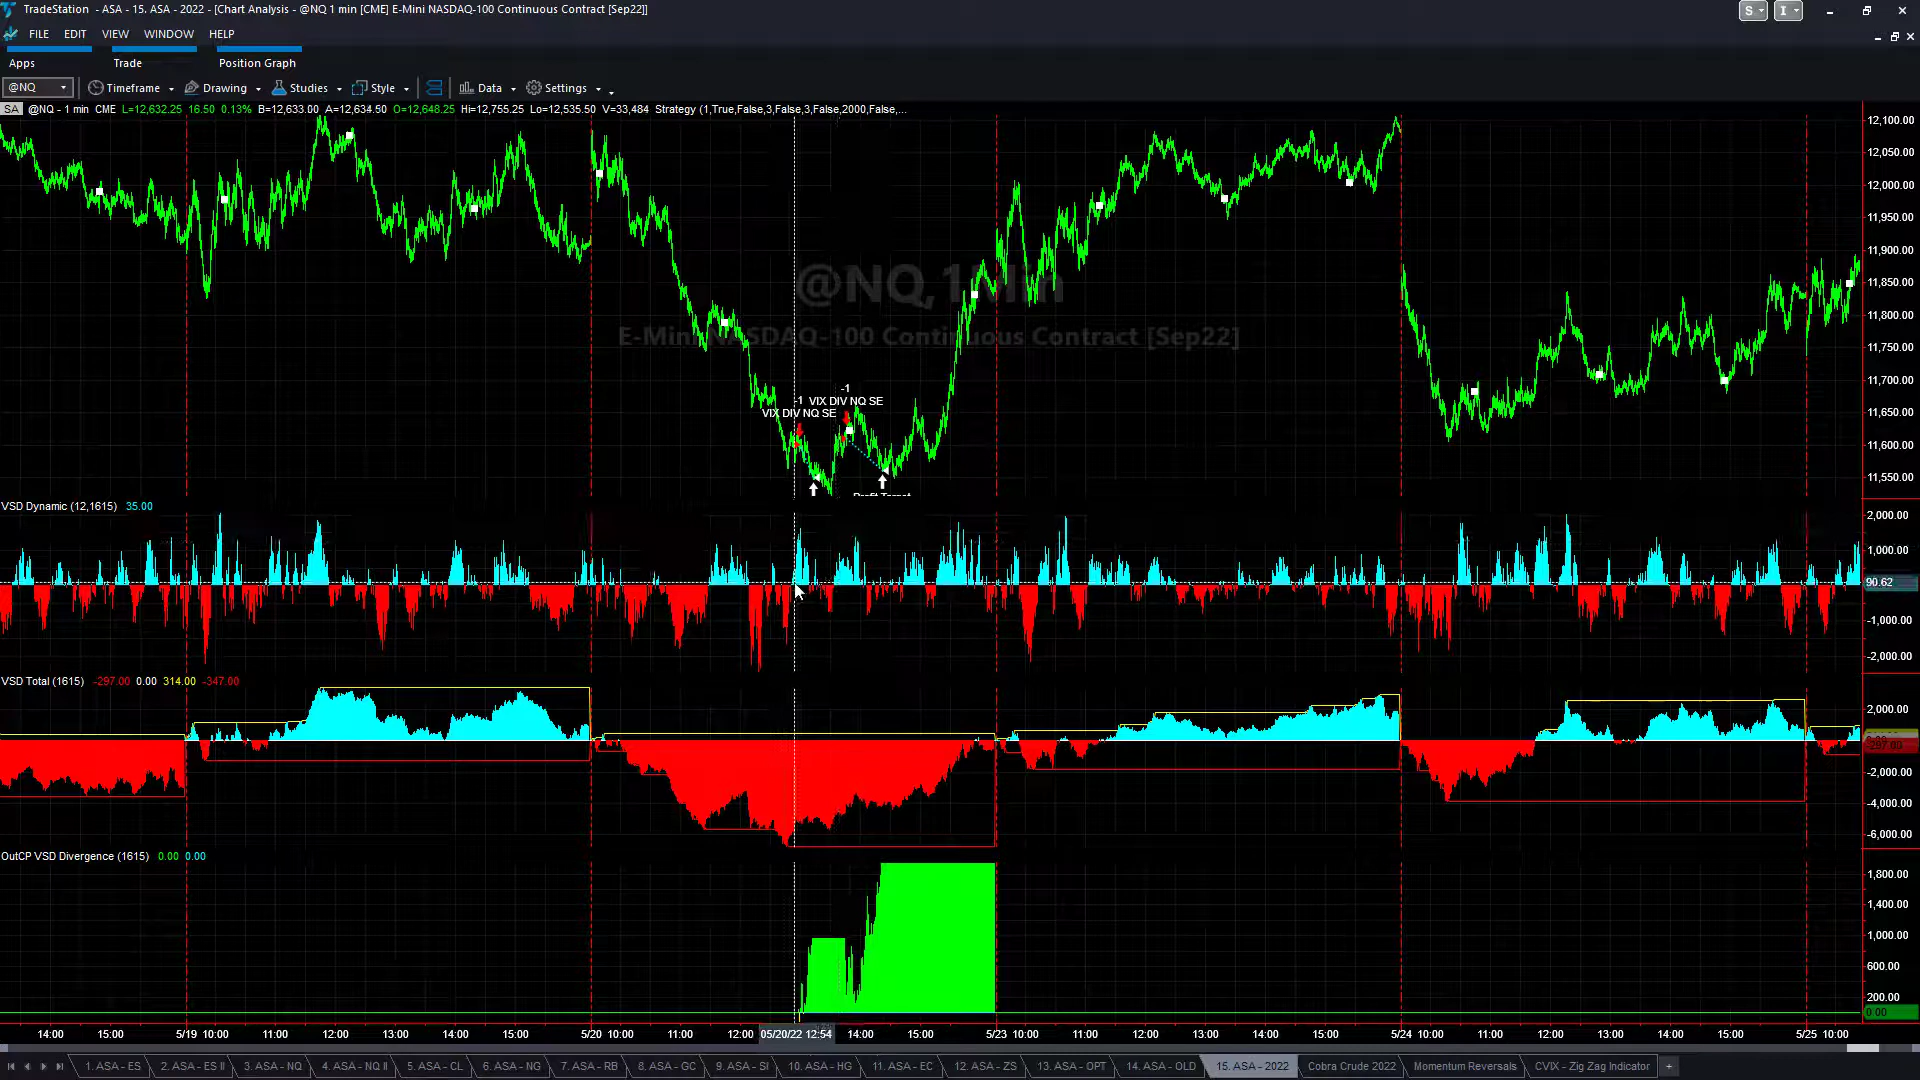 TradeStation - ASA - 15. ASA - 2022 - [Chart Analysis - @NQ 1 min [CME] E-Mini NASDAQ-100 Continuous Contract [Sep22]]
S I
FILE EDIT VIEW WINDOW HELP
Apps Trade Position Graph
@NQ Timeframe Drawing Studies Style Data Settings
SA @NQ - 1 min CME L=12,632.25 16.50 0.13% B=12,633.00 A=12,634.50 O=12,648.25 Hi=12,755.25 Lo=12,535.50 V=33,484 Strategy (1,True,False,3,False,3,False,2000,False,...
12,100.00
12,050.00
12,000.00
11,950.00
11,900.00
11,850.00
11,800.00
11,750.00
11,700.00
11,650.00
11,600.00
11,550.00
@NQ,1Min
E-Mini NASDAQ-100 Continuous Contract [Sep22]
-1
-1 VIX DIV NQ SE
VIX DIV NQ SE
Profit Target
VSD Dynamic (12,1615) 35.00
2,000.00
1,000.00
90.62
-1,000.00
-2,000.00
VSD Total (1615) -297.00 0.00 314.00 -347.00
2,000.00
-297.00
-2,000.00
-4,000.00
-6,000.00
OutCP VSD Divergence (1615) 0.00 0.00
1,800.00
1,400.00
1,000.00
600.00
200.00
0.00
14:00 15:00 5/19 10:00 11:00 12:00 13:00 14:00 15:00 5/20 10:00 11:00 12:00 05/20/22 12:54 14:00 15:00 5/23 10:00 11:00 12:00 13:00 14:00 15:00 5/24 11:00 12:00 13:00 14:00 15:00 5/25 10:00
1. ASA - ES 2. ASA - ES II 3. ASA - NQ 4. ASA - NQ II 5. ASA - CL 6. ASA - NG 7. ASA - RB 8. ASA - GC 9. ASA - SI 10. ASA - HG 11. ASA - EC 12. ASA - ZS 13. ASA - OPT 14. ASA - OLD 15. ASA - 2022 Cobra Crude 2022 Momentum Reversals CVIX - Zig Zag Indicator +